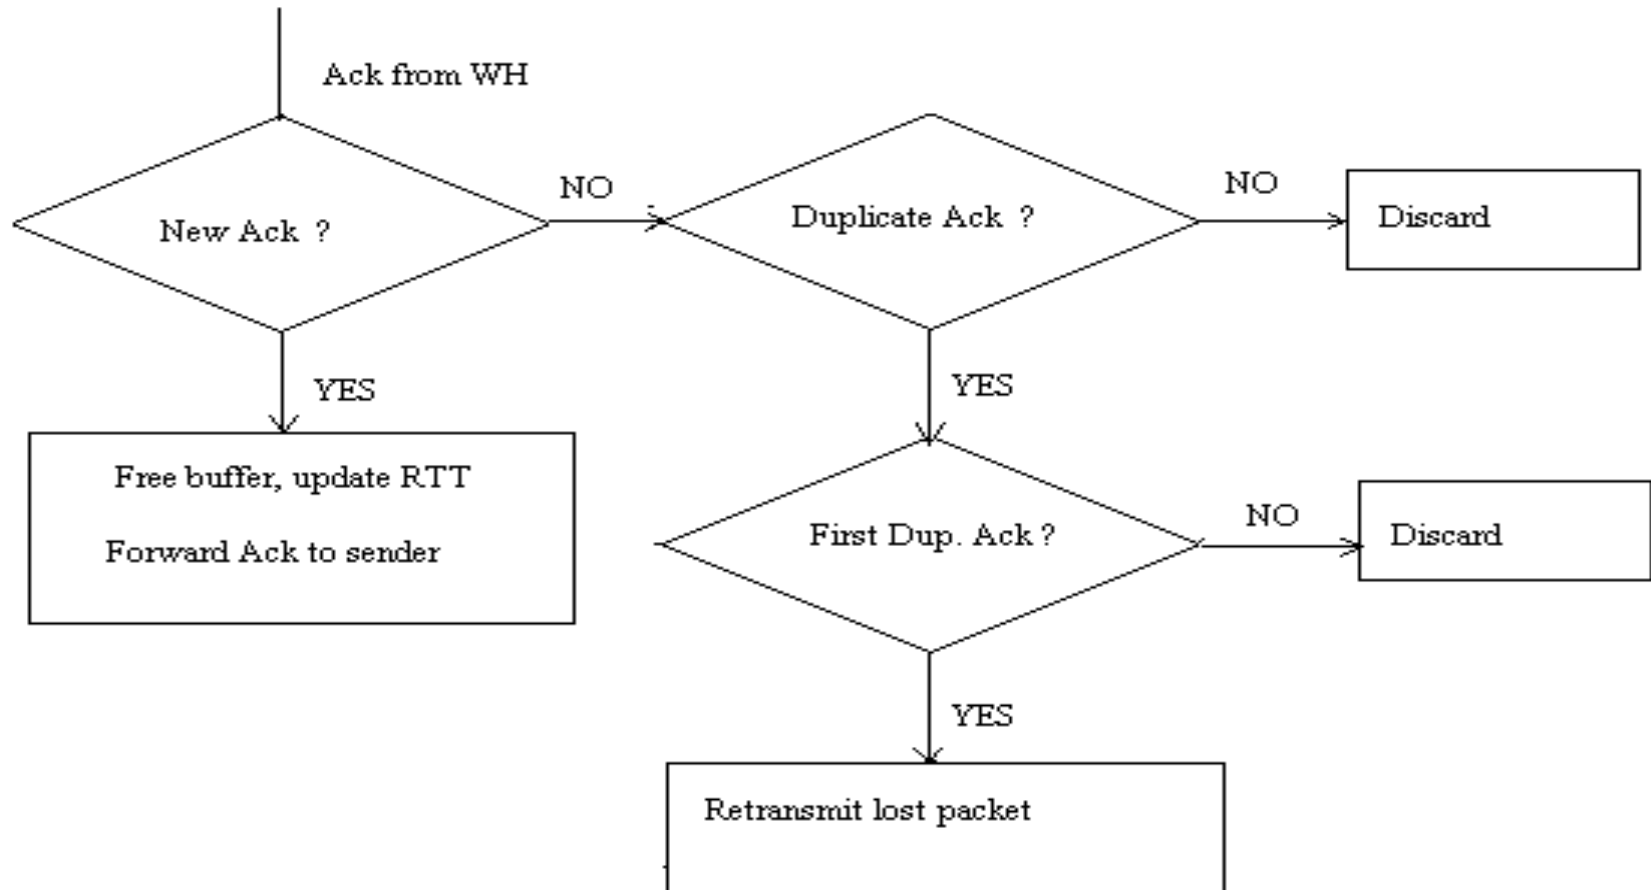 Ack from WH
New Ack ?
NO
Duplicate Ack ?
NO
Discard
YES
Free buffer, update RTT
Forward Ack to sender
YES
First Dup. Ack ?
NO
Discard
YES
Retransmit lost packet